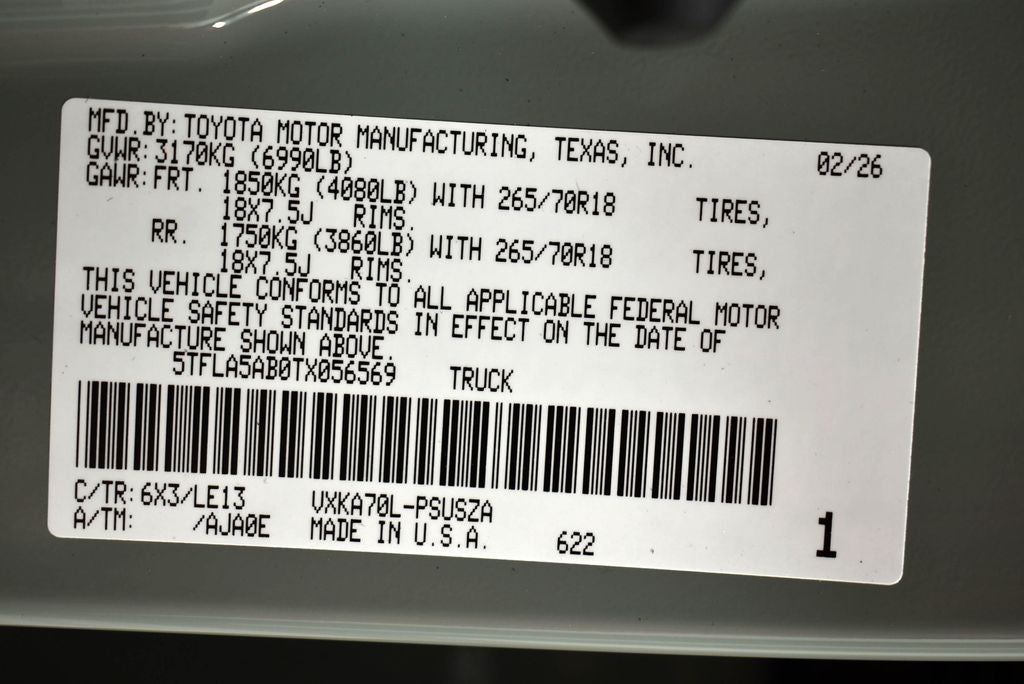 MFD.BY: TOYOTA MOTOR MANUFACTURING, TEXAS, INC. 02/26
GVWR: 3170KG (6990LB)
GAWR: FRT. 1850KG (4080LB) WITH 265/70R18 TIRES,
18X7.5J RIMS.
RR. 1750KG (3860LB) WITH 265/70R18 TIRES,
18X7.5J RIMS.
THIS VEHICLE CONFORMS TO ALL APPLICABLE FEDERAL MOTOR
VEHICLE SAFETY STANDARDS IN EFFECT ON THE DATE OF
MANUFACTURE SHOWN ABOVE.
5TFLA5AB0TX056569 TRUCK
C/TR: 6X3/LE13 VXKA70L-PSUSZA
A/TM: /AJA0E MADE IN U.S.A. 622 1